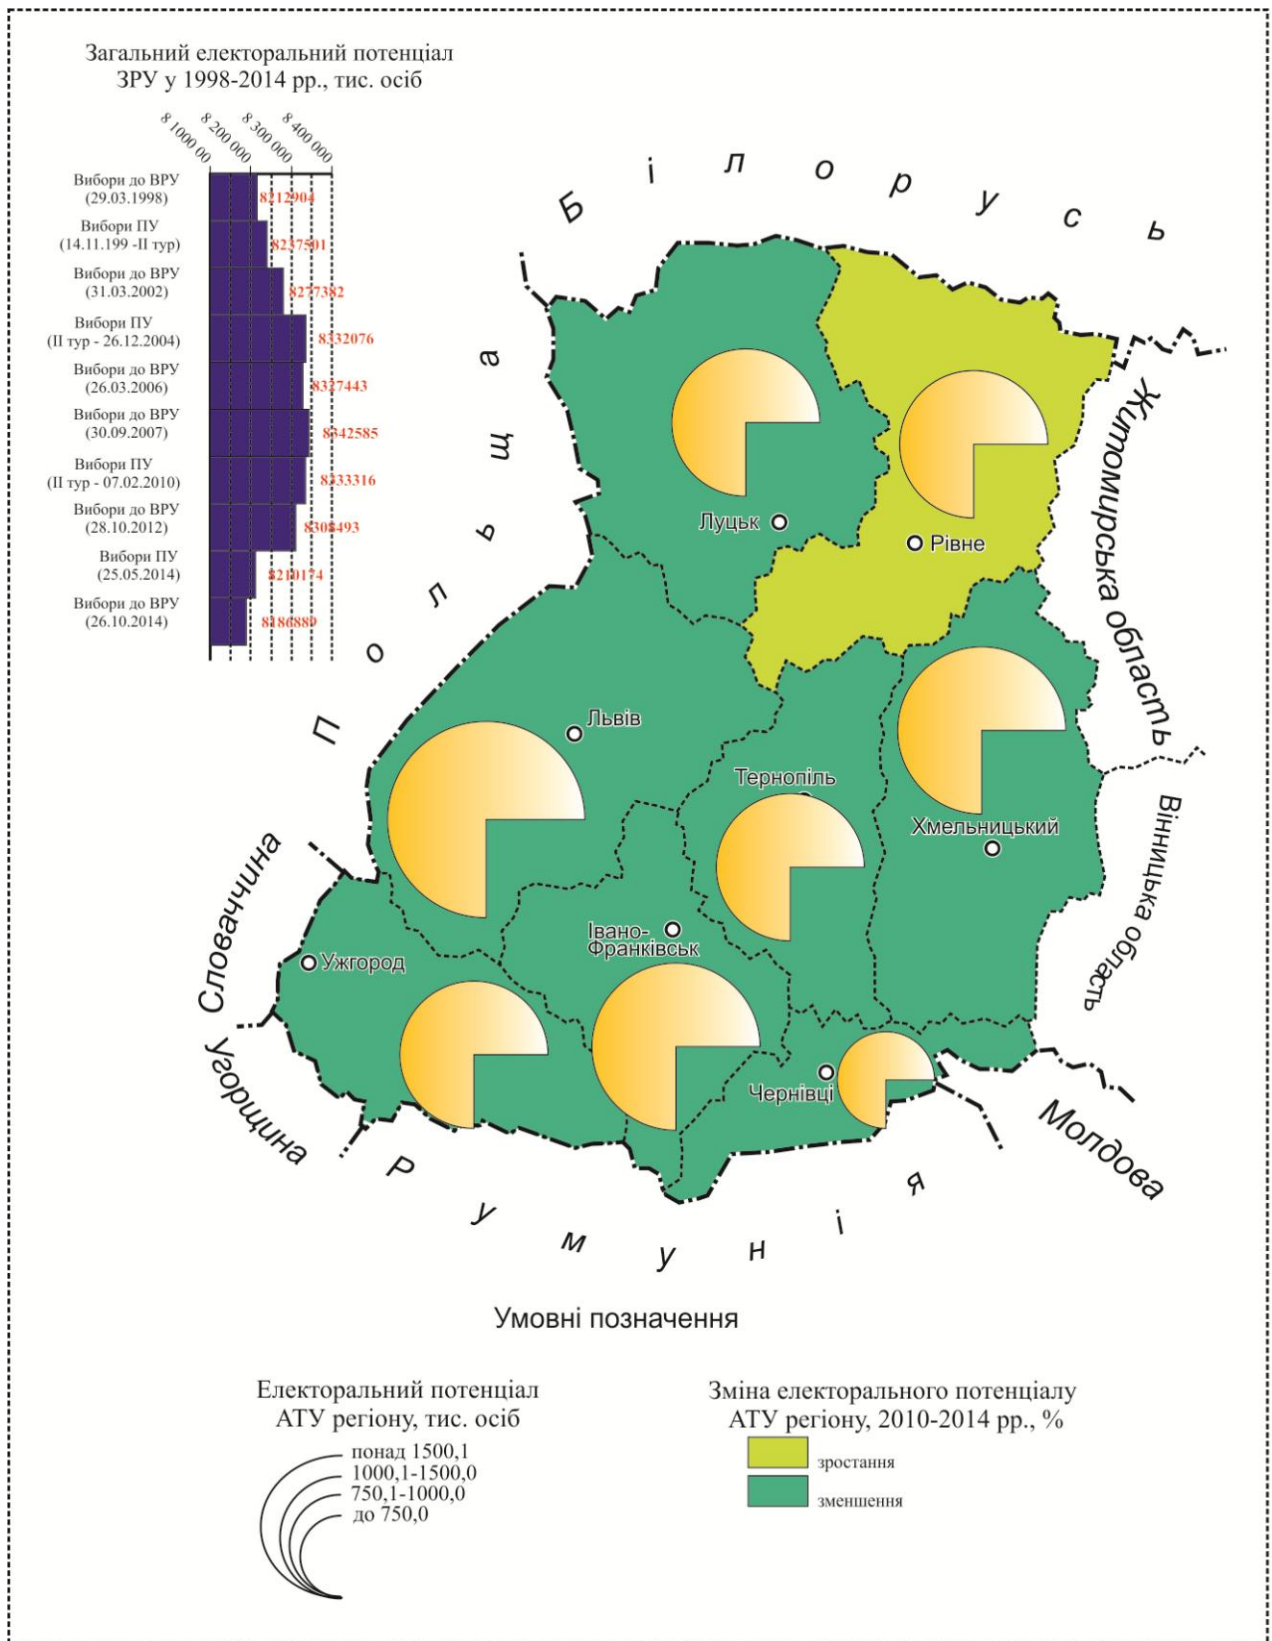 Загальний електоральний потенціал
ЗРУ у 1998-2014 рр., тис. осіб
8 1000 00
8 200 000
8 300 000
8 400 000
Вибори до ВРУ
(29.03.1998)
8212904
Вибори ПУ
(14.11.199 -ІІ тур)
8237501
Вибори до ВРУ
(31.03.2002)
8277382
Вибори ПУ
(ІІ тур - 26.12.2004)
8332076
Вибори до ВРУ
(26.03.2006)
8327443
Вибори до ВРУ
(30.09.2007)
8342585
Вибори ПУ
(ІІ тур - 07.02.2010)
8333316
Вибори до ВРУ
(28.10.2012)
8308493
Вибори ПУ
(25.05.2014)
8210174
Вибори до ВРУ
(26.10.2014)
8186889
Білорусь
Польща
Житомирська область
Луцьк
Рівне
Львів
Тернопіль
Хмельницький
Вінницька область
Словаччина
Івано-
Франківськ
Ужгород
Угорщина
Чернівці
Молдова
Румунія
Умовні позначення
Електоральний потенціал
АТУ регіону, тис. осіб
понад 1500,1
1000,1-1500,0
750,1-1000,0
до 750,0
Зміна електорального потенціалу
АТУ регіону, 2010-2014 рр., %
зростання
зменшення